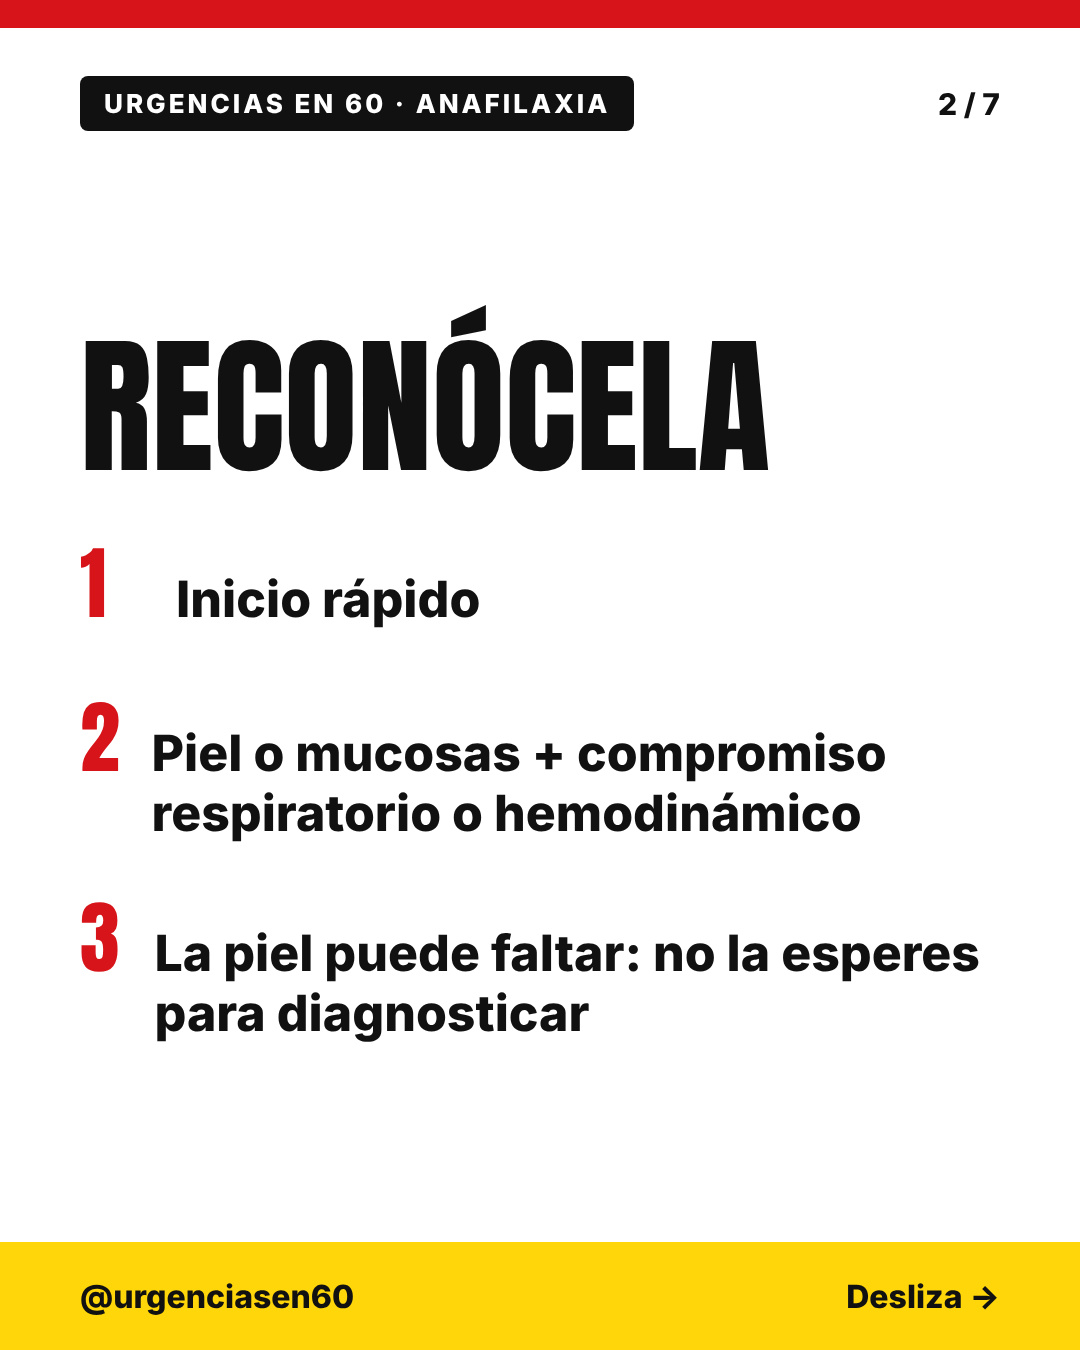 URGENCIAS EN 60 · ANAFILAXIA
2 / 7
RECONÓCELA
1 Inicio rápido
2 Piel o mucosas + compromiso
respiratorio o hemodinámico
3 La piel puede faltar: no la esperes
para diagnosticar
@urgenciasen60
Desliza →